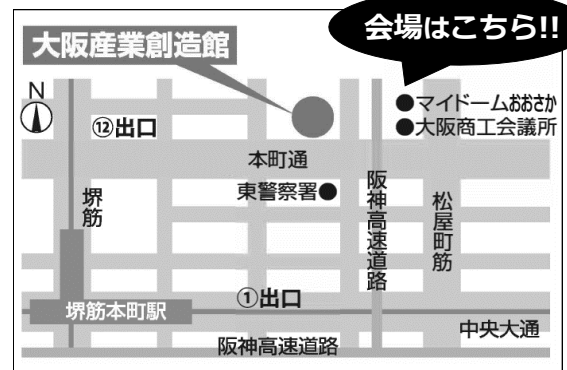 会場はこちら!!
大阪産業創造館
N
⑫出口
●マイドームおおさか
●大阪商工会議所
本町通
東警察署●
堺筋
阪神高速道路
松屋町筋
①出口
堺筋本町駅
中央大通
阪神高速道路